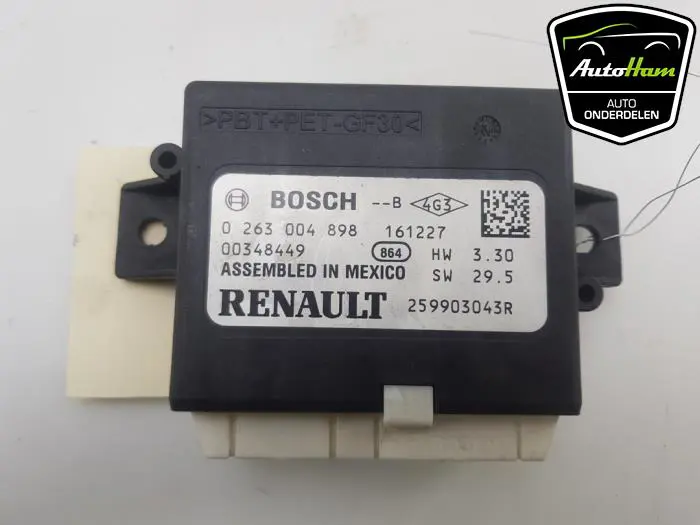 AutoHam
AUTO
ONDERDELEN
>PBT+PET-GF30<
BOSCH --B 4G3
0 263 004 898 161227
00348449 864 HW 3.30
ASSEMBLED IN MEXICO SW 29.5
RENAULT 259903043R